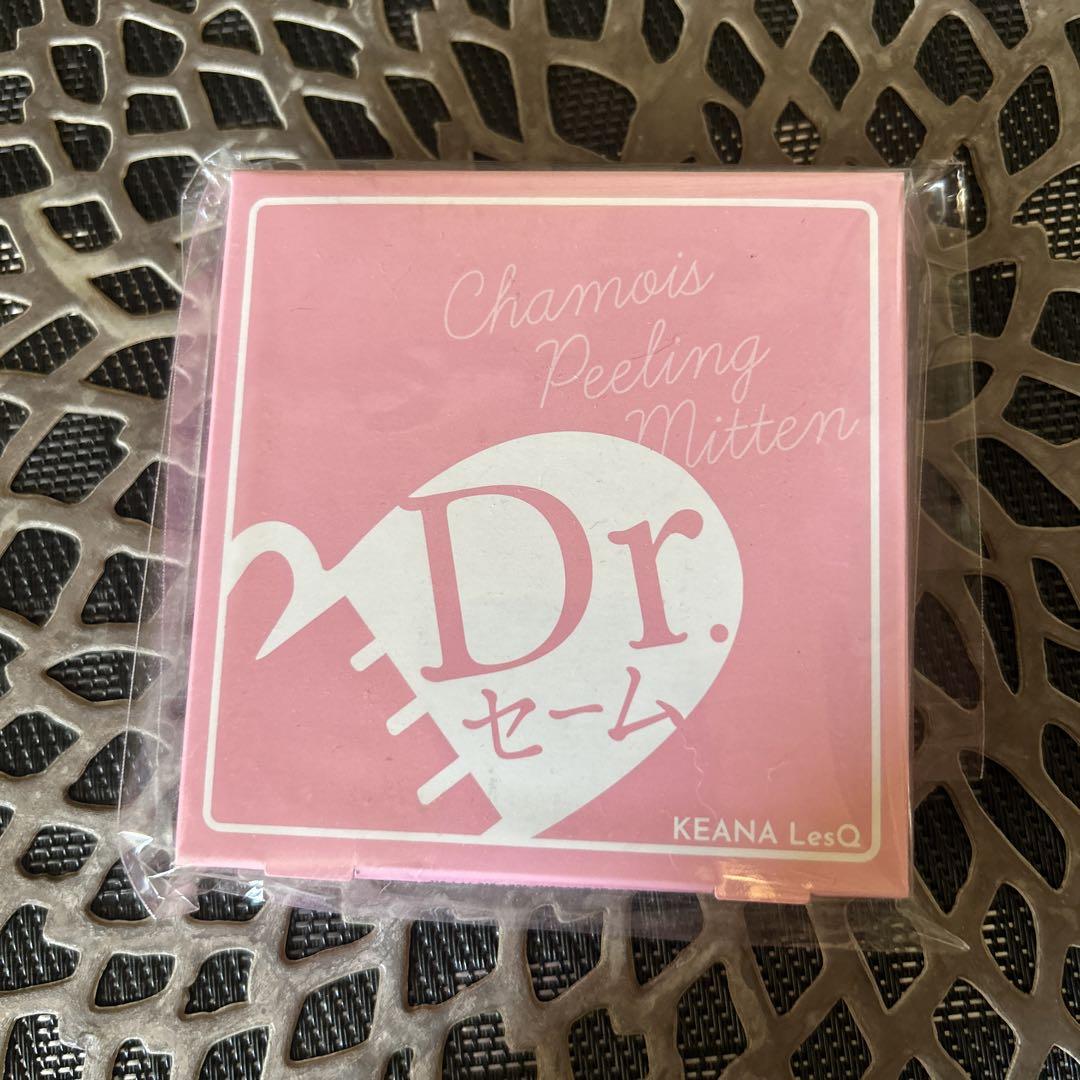 Chamois
Peeling
Mitten
Dr.
セーム
KEANA LesQ